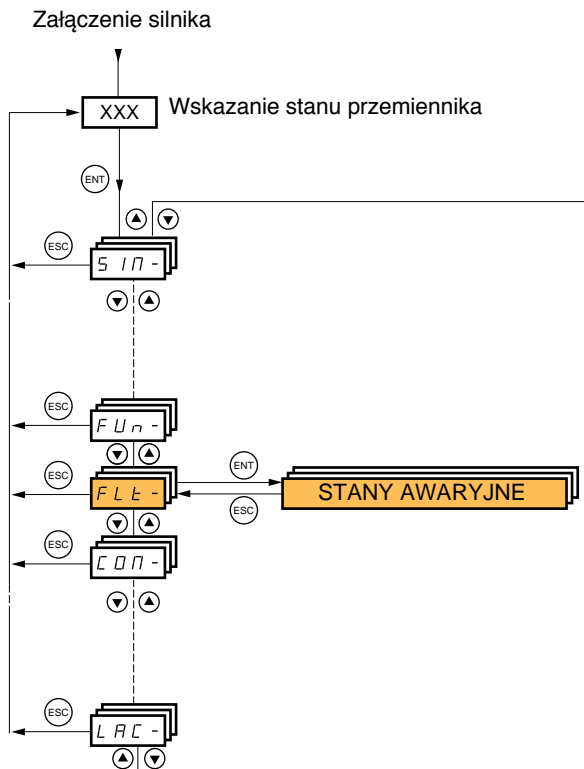 Załączenie silnika
XXX Wskazanie stanu przemiennika
ENT
ESC
SIM-
ESC
FUn-
ESC
FLt-
ENT
ESC
STANY AWARYJNE
ESC
COM-
ESC
LAC-